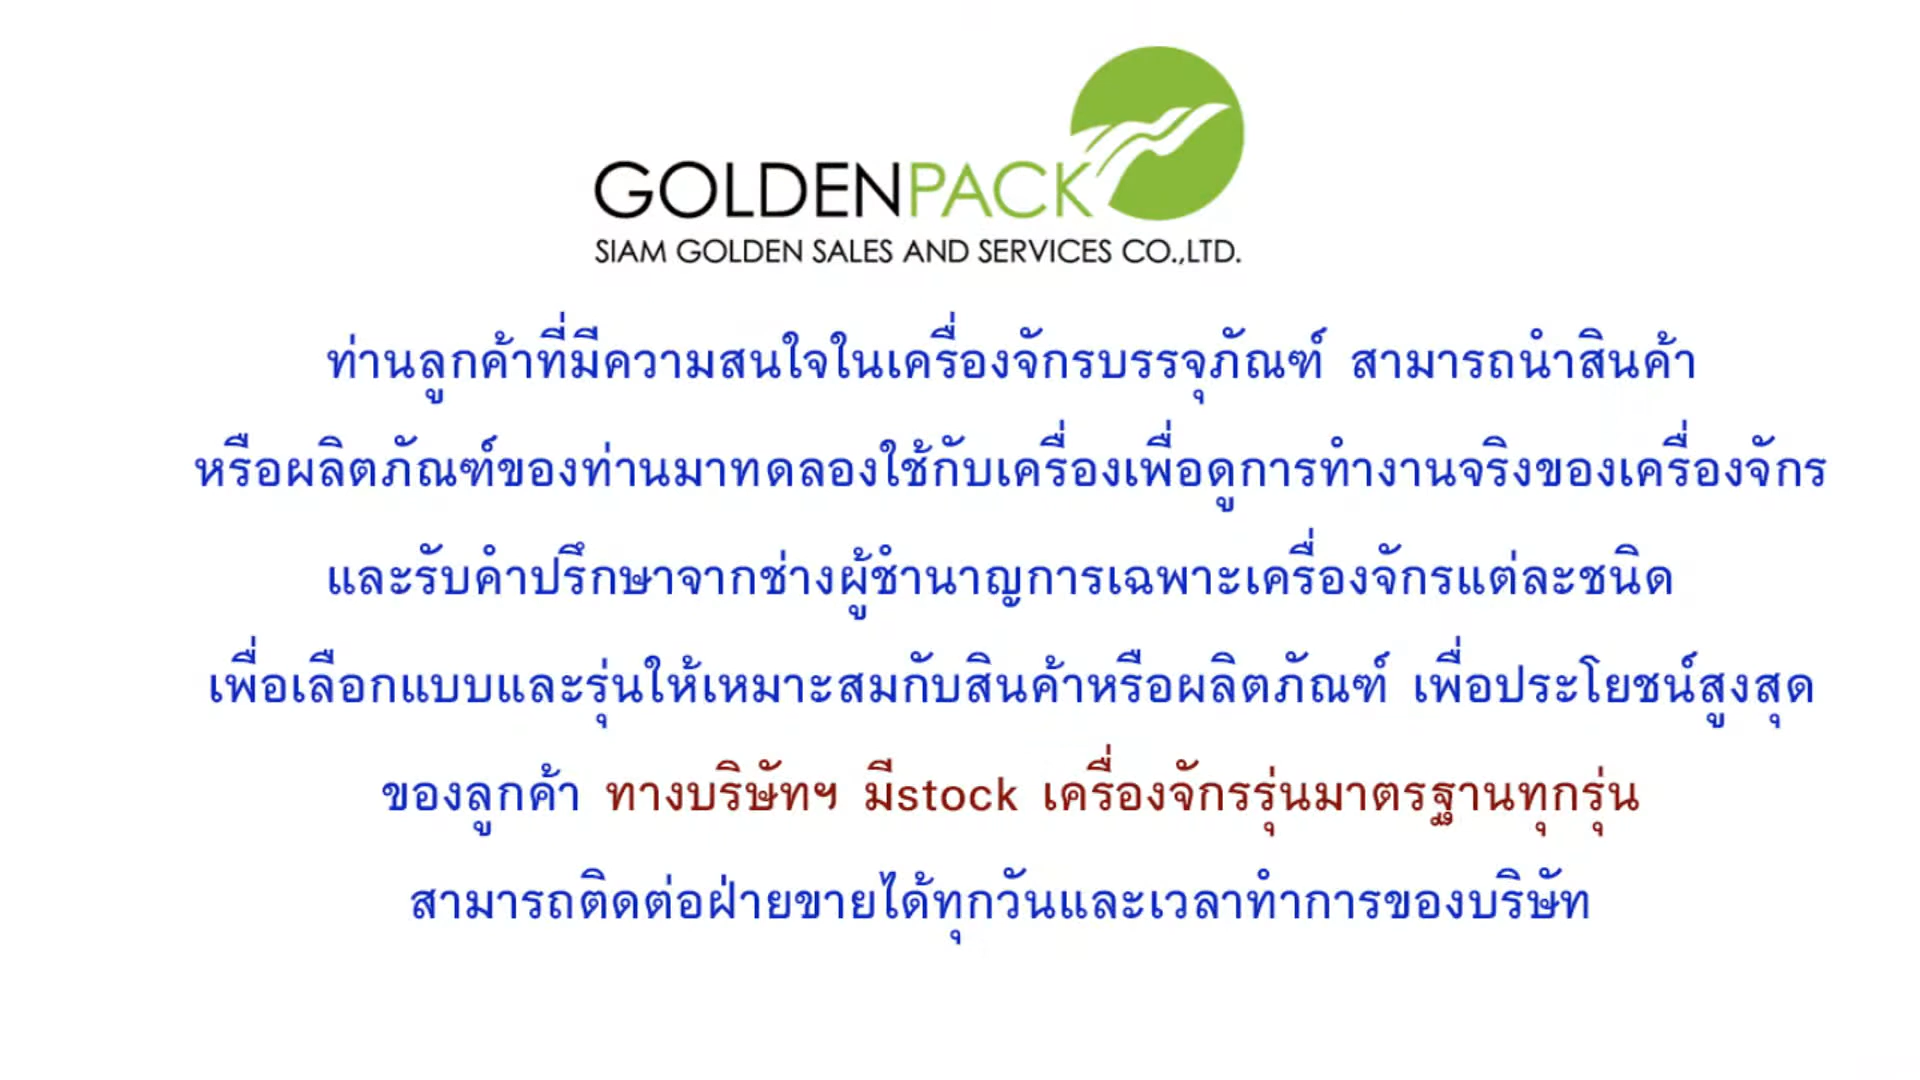 GOLDENPACK
SIAM GOLDEN SALES AND SERVICES CO.,LTD.
ท่านลูกค้าที่มีความสนใจในเครื่องจักรบรรจุภัณฑ์ สามารถนำสินค้า
หรือผลิตภัณฑ์ของท่านมาทดลองใช้กับเครื่องเพื่อดูการทำงานจริงของเครื่องจักร
และรับคำปรึกษาจากช่างผู้ชำนาญการเฉพาะเครื่องจักรแต่ละชนิด
เพื่อเลือกแบบและรุ่นให้เหมาะสมกับสินค้าหรือผลิตภัณฑ์ เพื่อประโยชน์สูงสุด
ของลูกค้า ทางบริษัทฯ มีstock เครื่องจักรรุ่นมาตรฐานทุกรุ่น
สามารถติดต่อฝ่ายขายได้ทุกวันและเวลาทำการของบริษัท